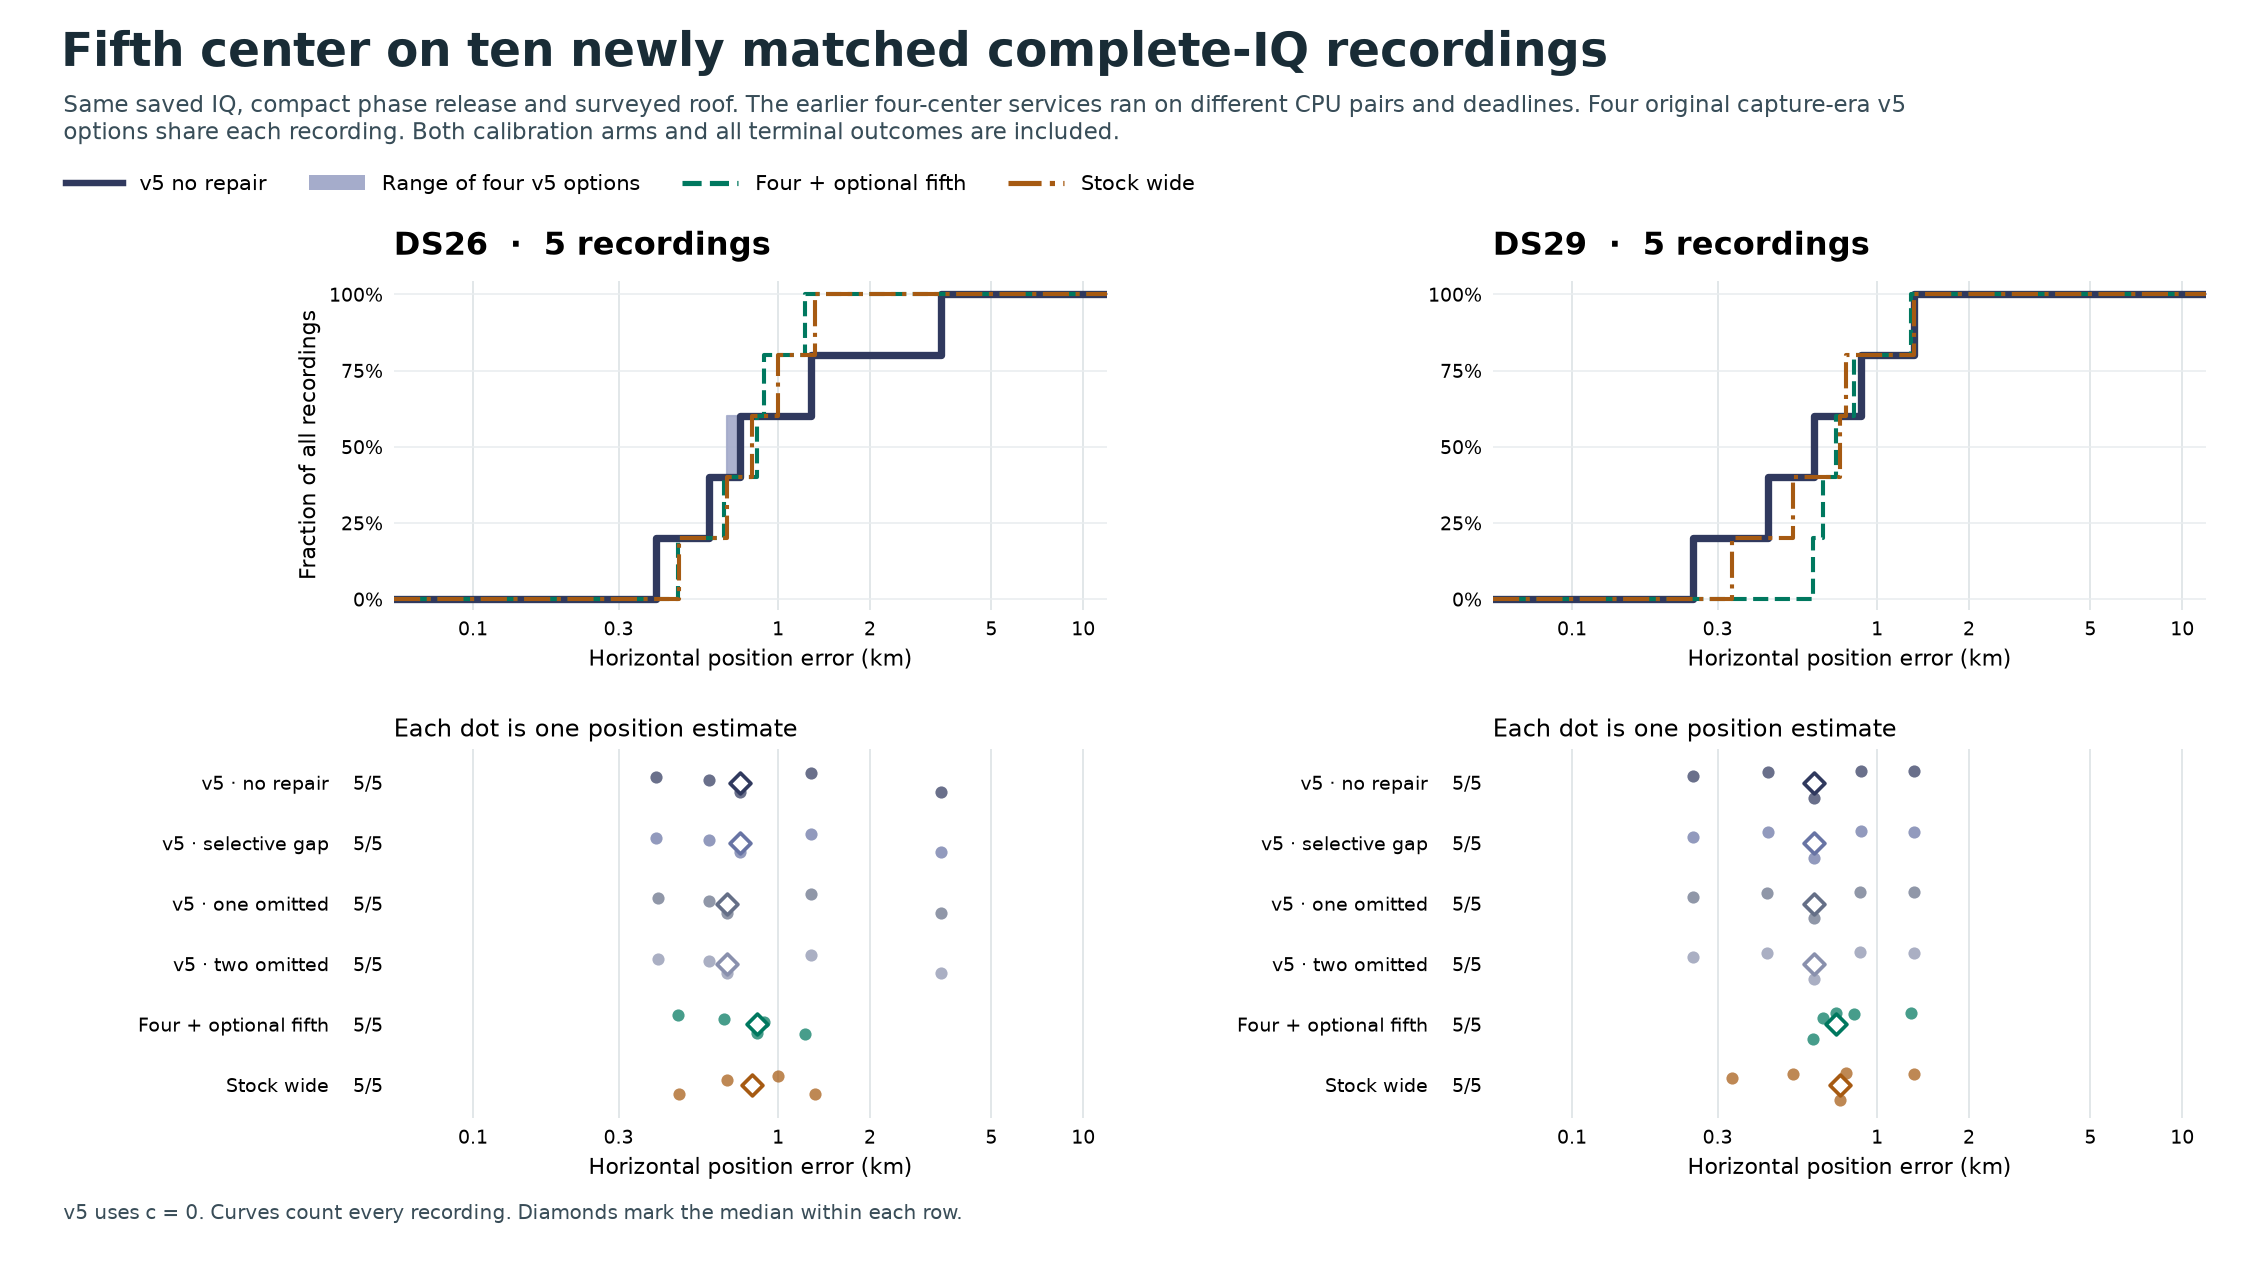 Fifth center on ten newly matched complete-IQ recordings
Same saved IQ, compact phase release and surveyed roof. The earlier four-center services ran on different CPU pairs and deadlines. Four original capture-era v5
options share each recording. Both calibration arms and all terminal outcomes are included.
v5 no repair
Range of four v5 options
Four + optional fifth
Stock wide
DS26 · 5 recordings
Fraction of all recordings
100%
75%
50%
25%
0%
0.1 0.3 1 2 5 10
Horizontal position error (km)
DS29 · 5 recordings
100%
75%
50%
25%
0%
0.1 0.3 1 2 5 10
Horizontal position error (km)
Each dot is one position estimate
v5 · no repair 5/5
v5 · selective gap 5/5
v5 · one omitted 5/5
v5 · two omitted 5/5
Four + optional fifth 5/5
Stock wide 5/5
0.1 0.3 1 2 5 10
Horizontal position error (km)
Each dot is one position estimate
v5 · no repair 5/5
v5 · selective gap 5/5
v5 · one omitted 5/5
v5 · two omitted 5/5
Four + optional fifth 5/5
Stock wide 5/5
0.1 0.3 1 2 5 10
Horizontal position error (km)
v5 uses c = 0. Curves count every recording. Diamonds mark the median within each row.